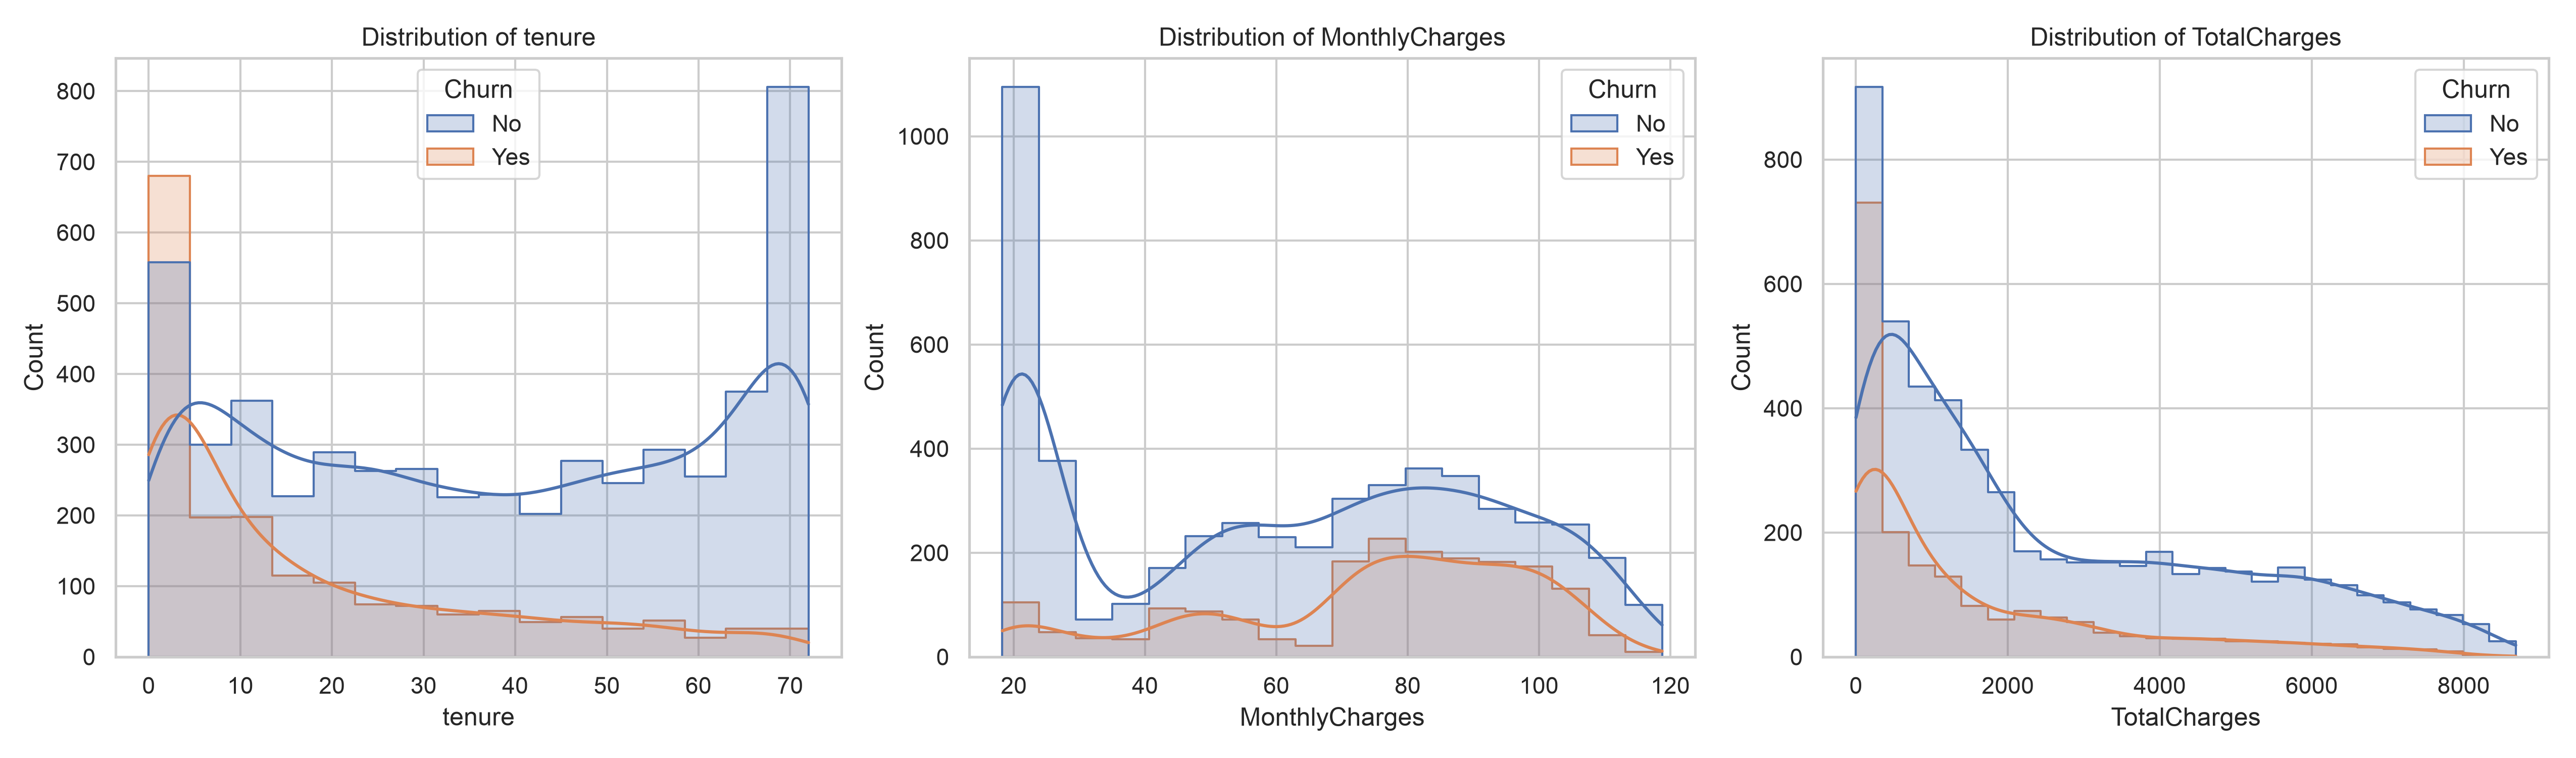 Distribution of tenure
Churn
No
Yes
800
700
600
500
400
300
200
100
0
Count
0 10 20 30 40 50 60 70
tenure
Distribution of MonthlyCharges
Churn
No
Yes
1000
800
600
400
200
0
Count
20 40 60 80 100 120
MonthlyCharges
Distribution of TotalCharges
Churn
No
Yes
800
600
400
200
0
Count
0 2000 4000 6000 8000
TotalCharges